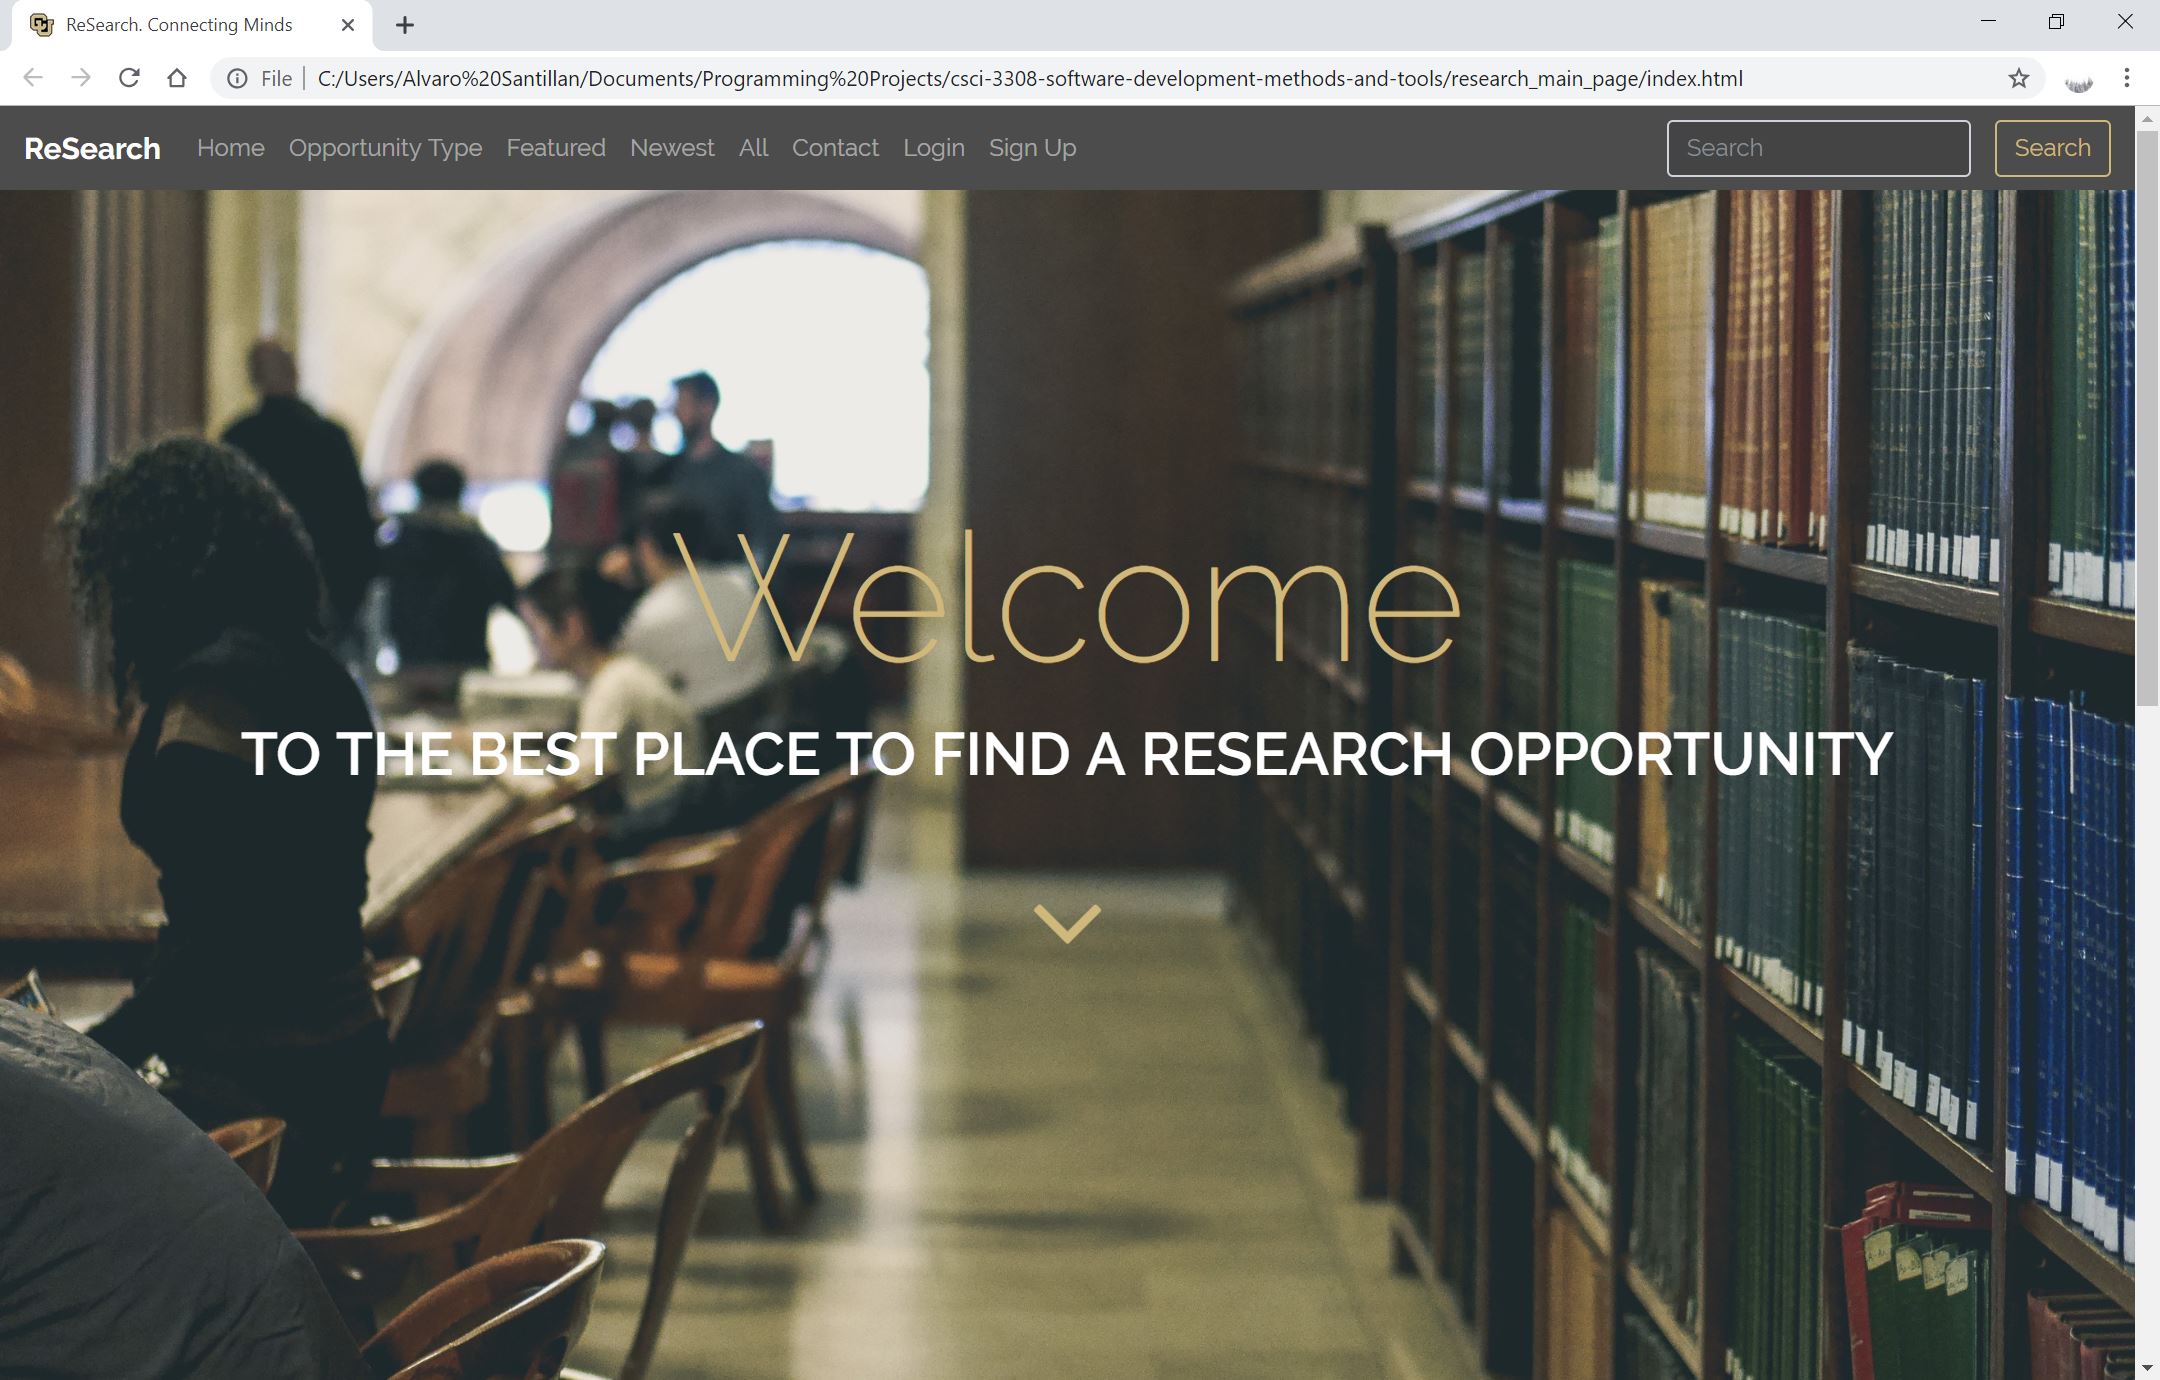 ReSearch. Connecting Minds
File C:/Users/Alvaro%20Santillan/Documents/Programming%20Projects/csci-3308-software-development-methods-and-tools/research_main_page/index.html
ReSearch Home Opportunity Type Featured Newest All Contact Login Sign Up Search Search
Welcome
TO THE BEST PLACE TO FIND A RESEARCH OPPORTUNITY